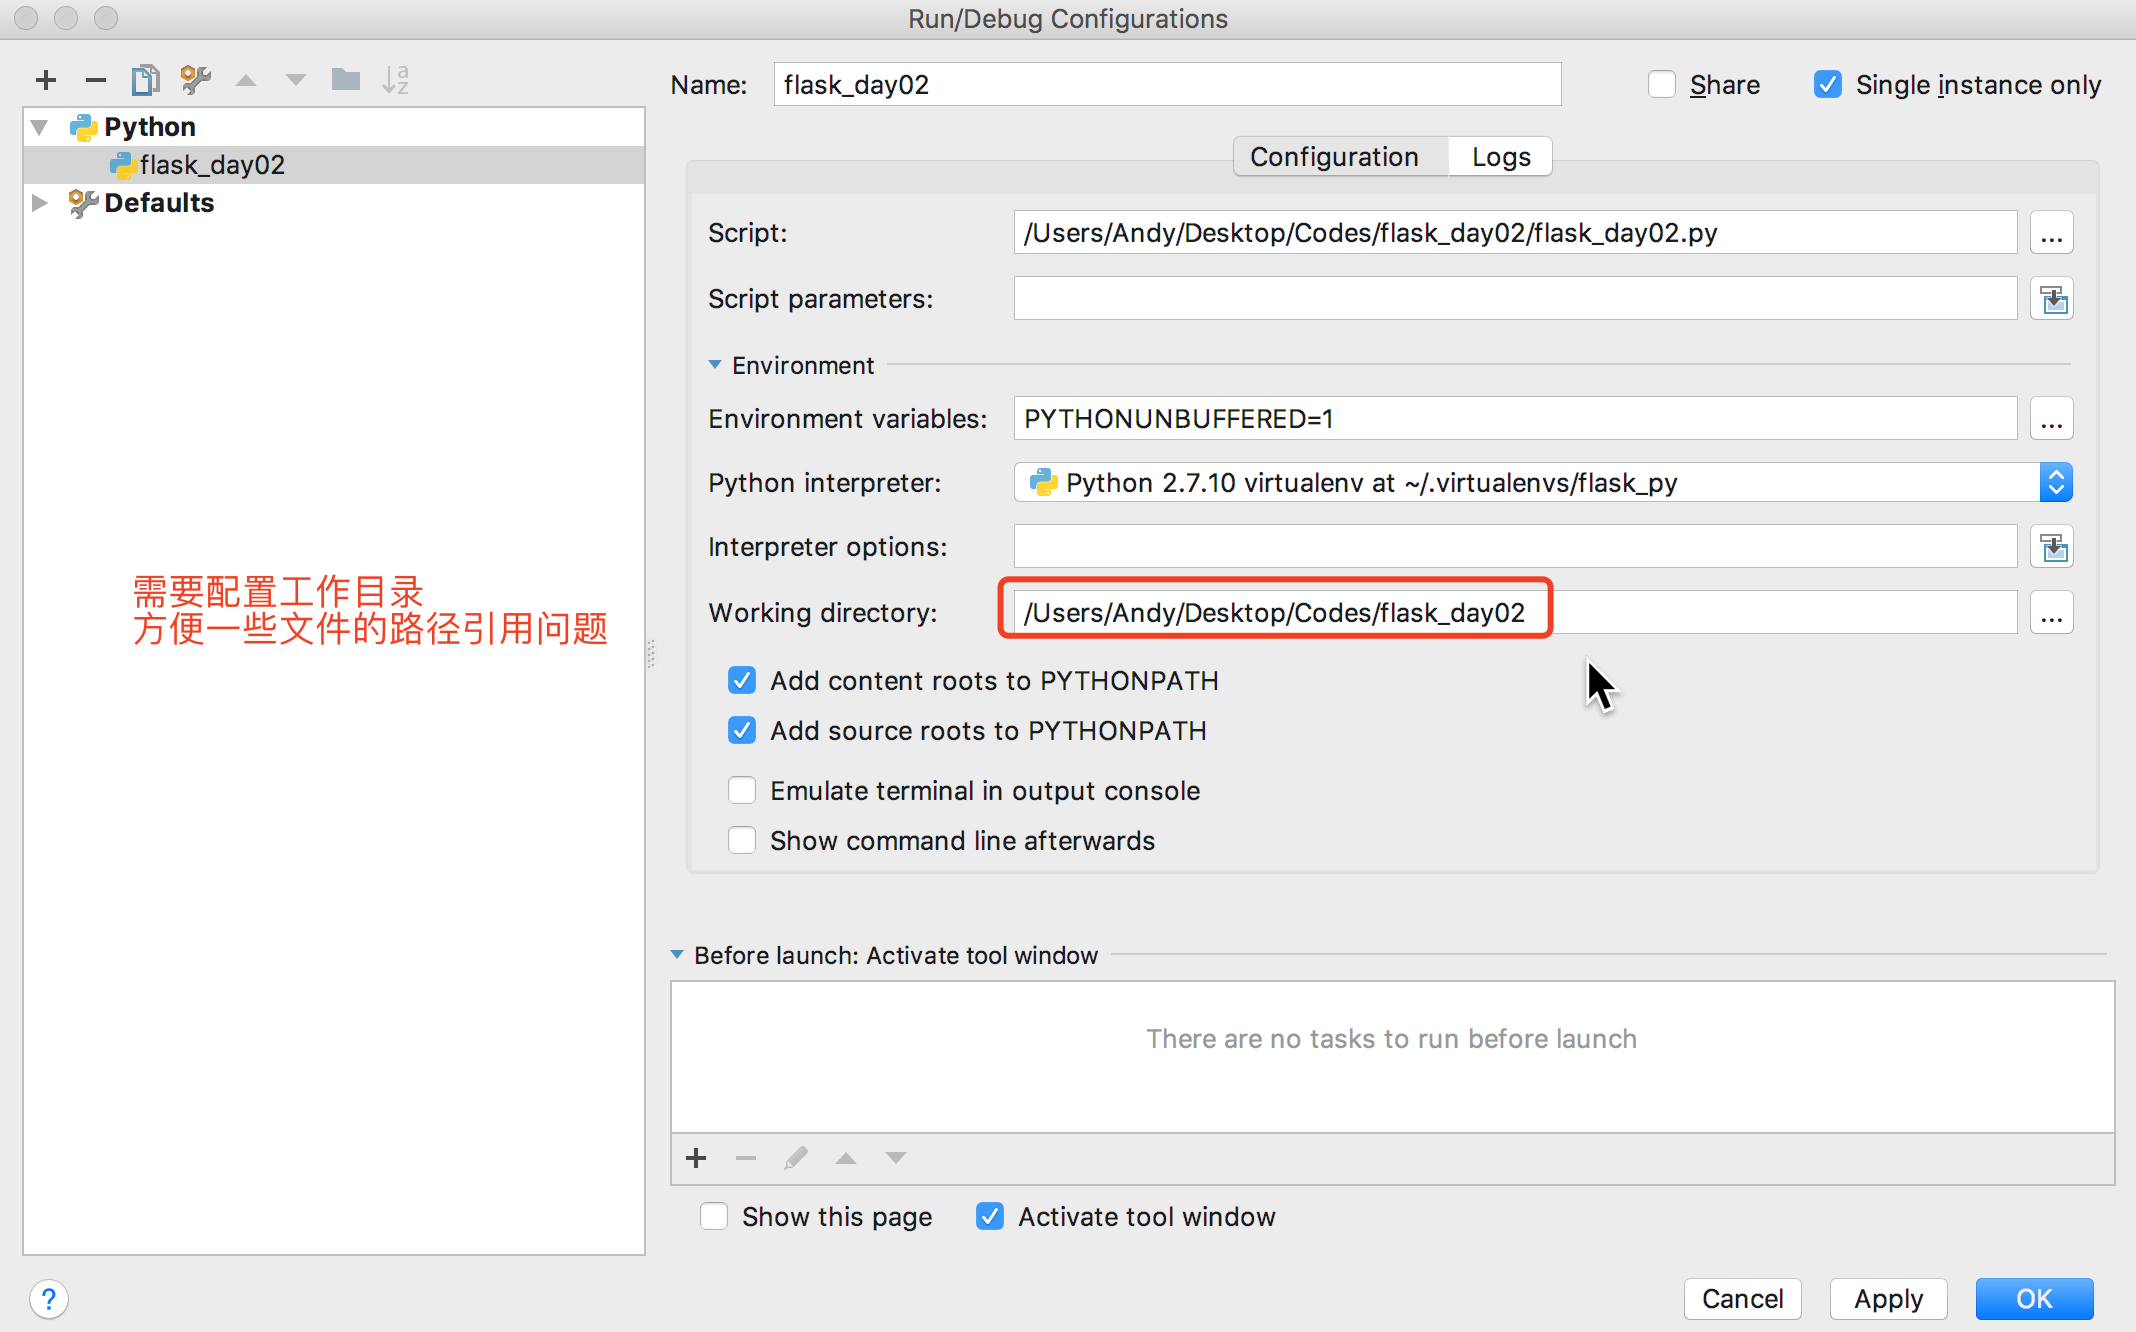 Run/Debug Configurations
Name: flask_day02 Share Single instance only
Python
flask_day02
Defaults
需要配置工作目录
方便一些文件的路径引用问题
Configuration Logs
Script: /Users/Andy/Desktop/Codes/flask_day02/flask_day02.py ...
Script parameters:
Environment
Environment variables: PYTHONUNBUFFERED=1 ...
Python interpreter: Python 2.7.10 virtualenv at ~/.virtualenvs/flask_py
Interpreter options:
Working directory: /Users/Andy/Desktop/Codes/flask_day02 ...
Add content roots to PYTHONPATH
Add source roots to PYTHONPATH
Emulate terminal in output console
Show command line afterwards
Before launch: Activate tool window
There are no tasks to run before launch
Show this page Activate tool window
? Cancel Apply OK